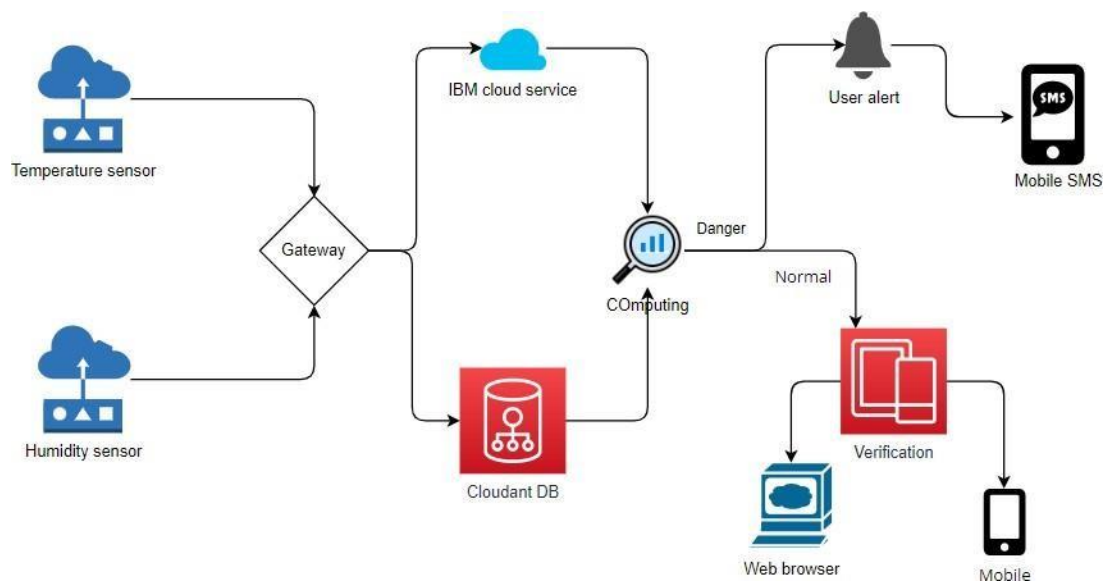 IBM cloud service
User alert
SMS
Temperature sensor
Mobile SMS
Gateway
Danger
Normal
COmputing
Humidity sensor
Cloudant DB
Verification
Web browser
Mobile